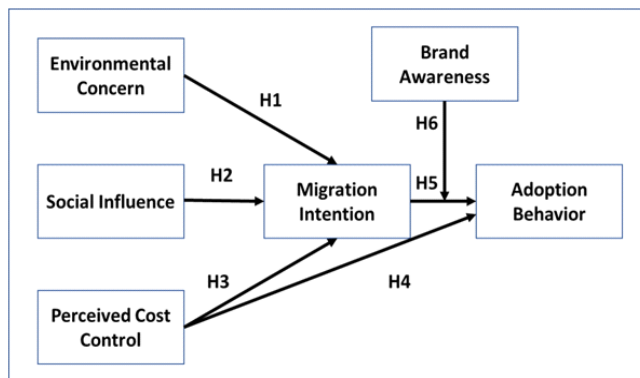 Environmental
Concern
Brand
Awareness
H1
H6
Social Influence
H2
Migration
Intention
H5
Adoption
Behavior
H3
H4
Perceived Cost
Control